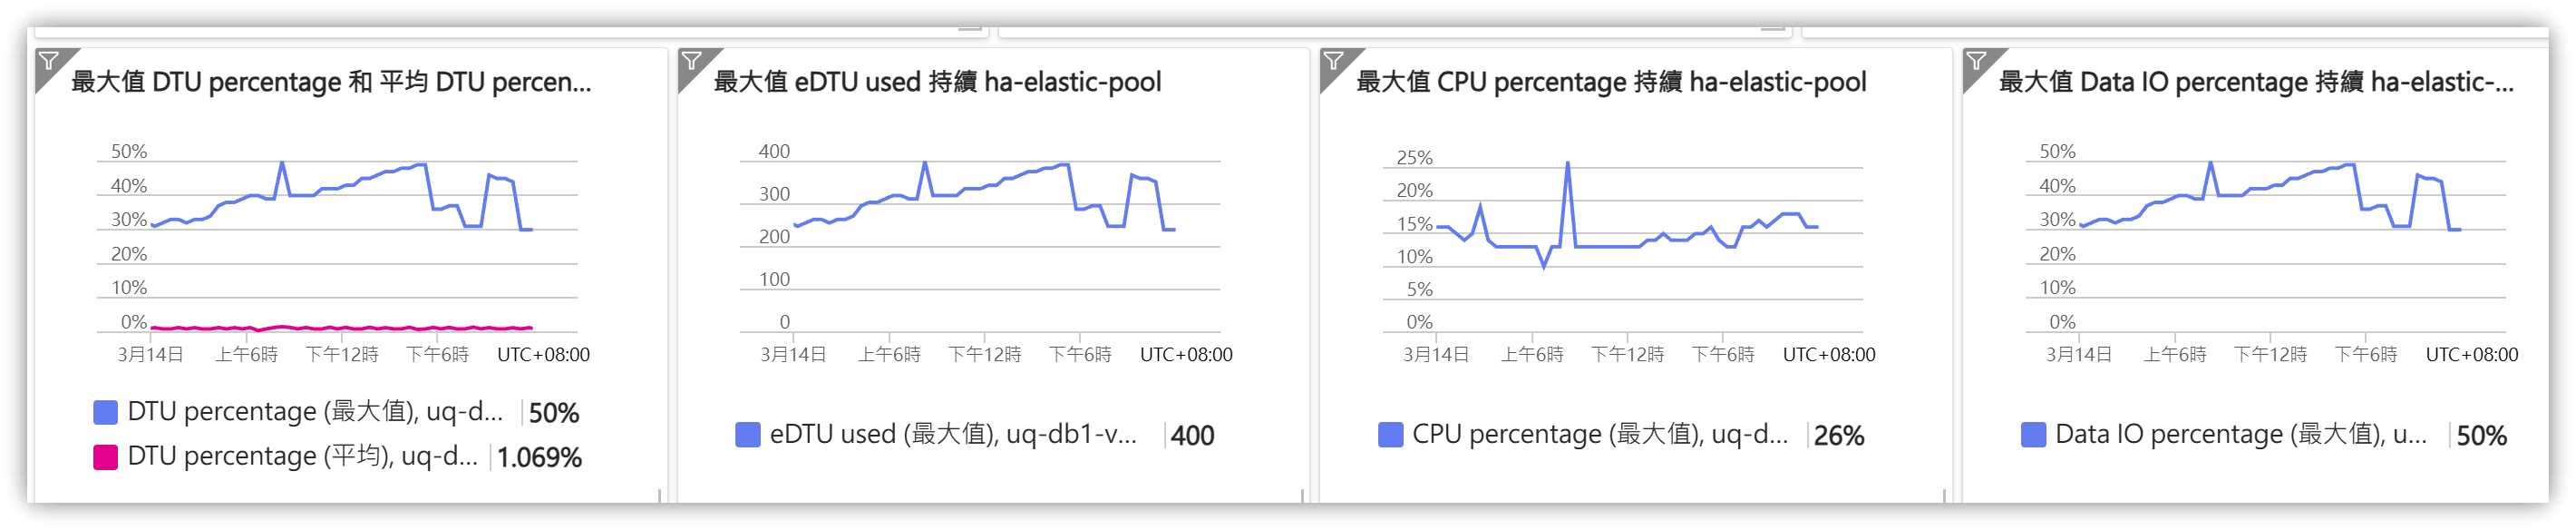 最大值 DTU percentage 和 平均 DTU percen...
50%
40%
30%
20%
10%
0%
3月14日 上午6時 下午12時 下午6時 UTC+08:00
DTU percentage (最大值), uq-d... 50%
DTU percentage (平均), uq-d... 1.069%
最大值 eDTU used 持續 ha-elastic-pool
400
300
200
100
0
3月14日 上午6時 下午12時 下午6時 UTC+08:00
eDTU used (最大值), uq-db1-v... 400
最大值 CPU percentage 持續 ha-elastic-pool
25%
20%
15%
10%
5%
0%
3月14日 上午6時 下午12時 下午6時 UTC+08:00
CPU percentage (最大值), uq-d... 26%
最大值 Data IO percentage 持續 ha-elastic-...
50%
40%
30%
20%
10%
0%
3月14日 上午6時 下午12時 下午6時 UTC+08:00
Data IO percentage (最大值), u... 50%